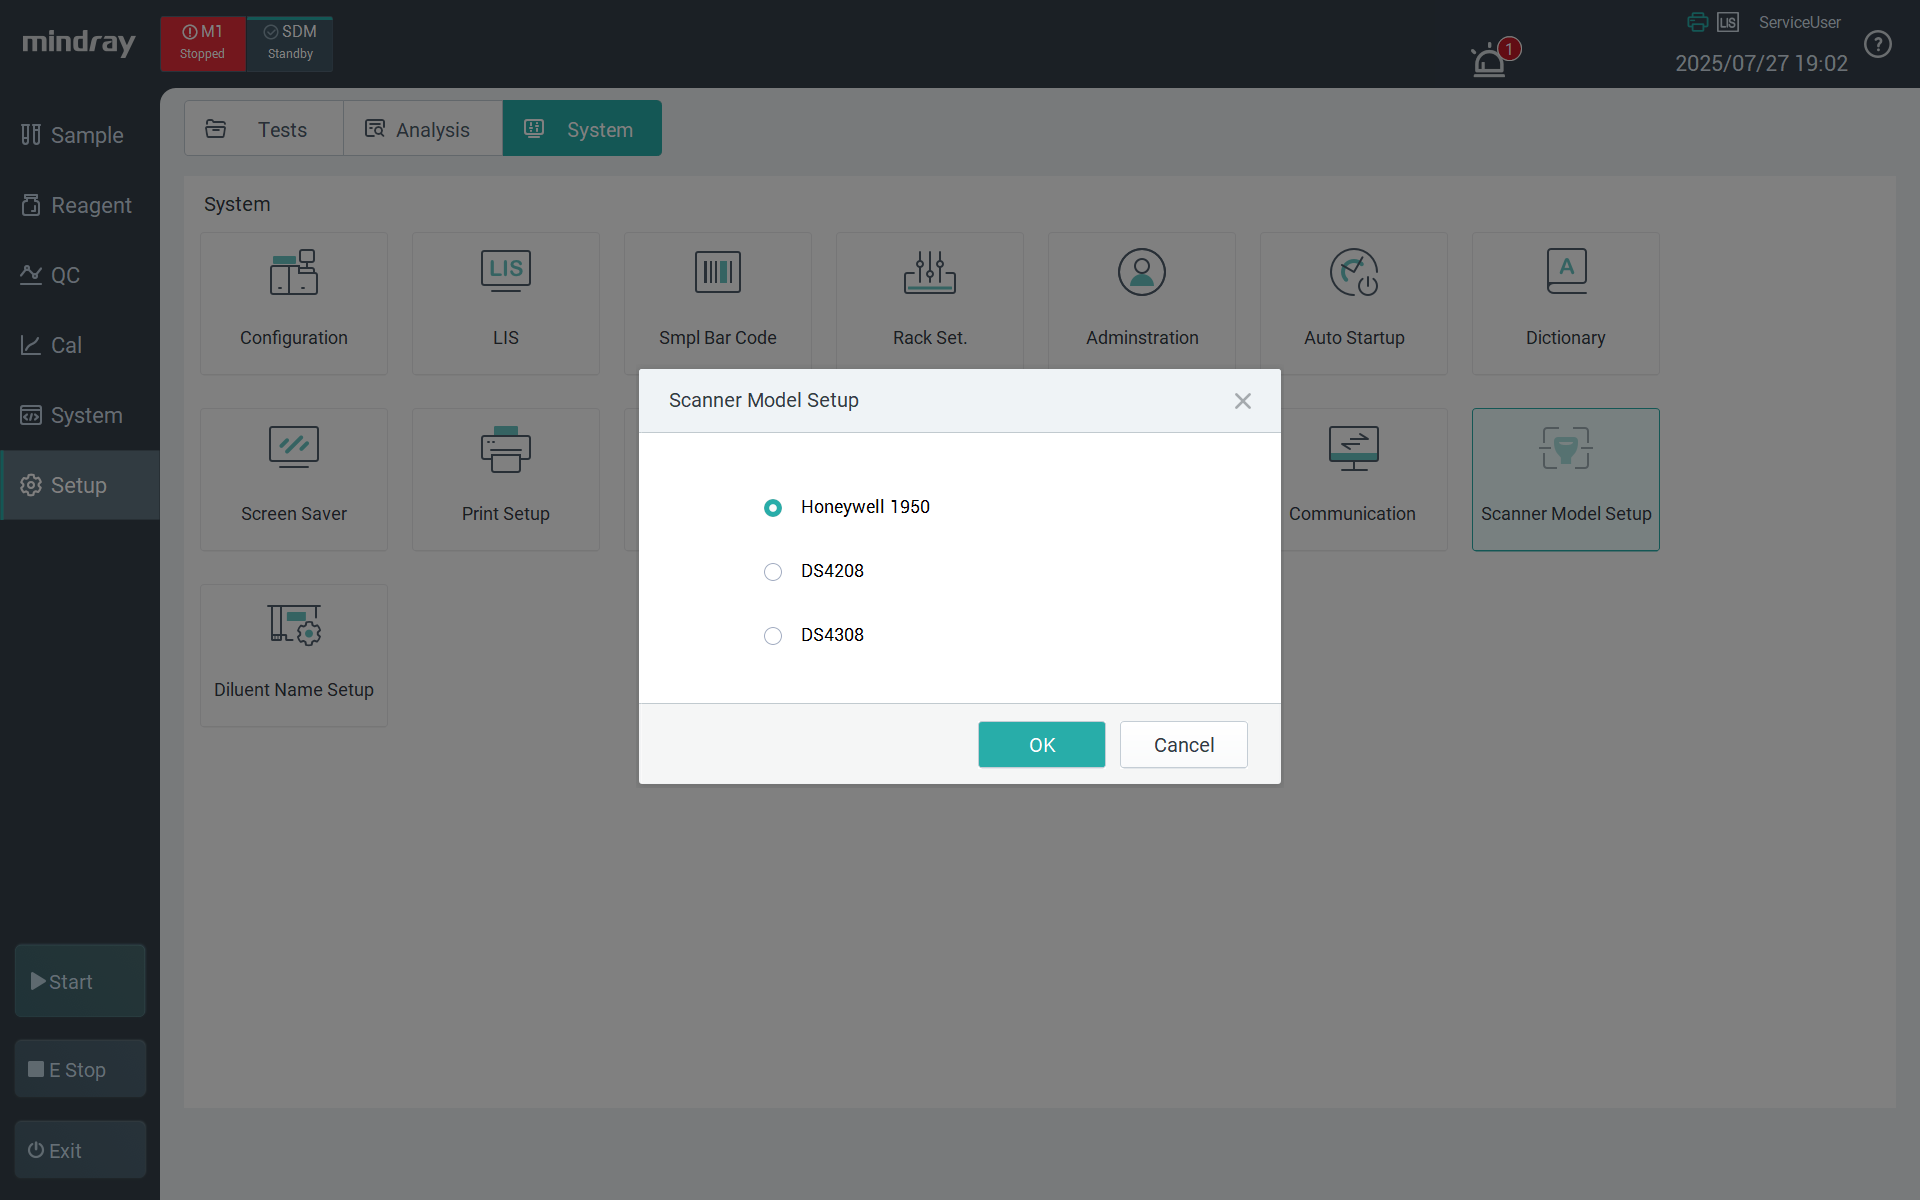 mindray
M1
Stopped
SDM
Standby
1
LIS
ServiceUser
2025/07/27 19:02
?
Sample
Reagent
QC
Cal
System
Setup
Start
E Stop
Exit
Tests
Analysis
System
System
Configuration
LIS
LIS
Smpl Bar Code
Rack Set.
Adminstration
Auto Startup
A
Dictionary
Screen Saver
Print Setup
Communication
Scanner Model Setup
Diluent Name Setup
Scanner Model Setup
Honeywell 1950
DS4208
DS4308
OK
Cancel